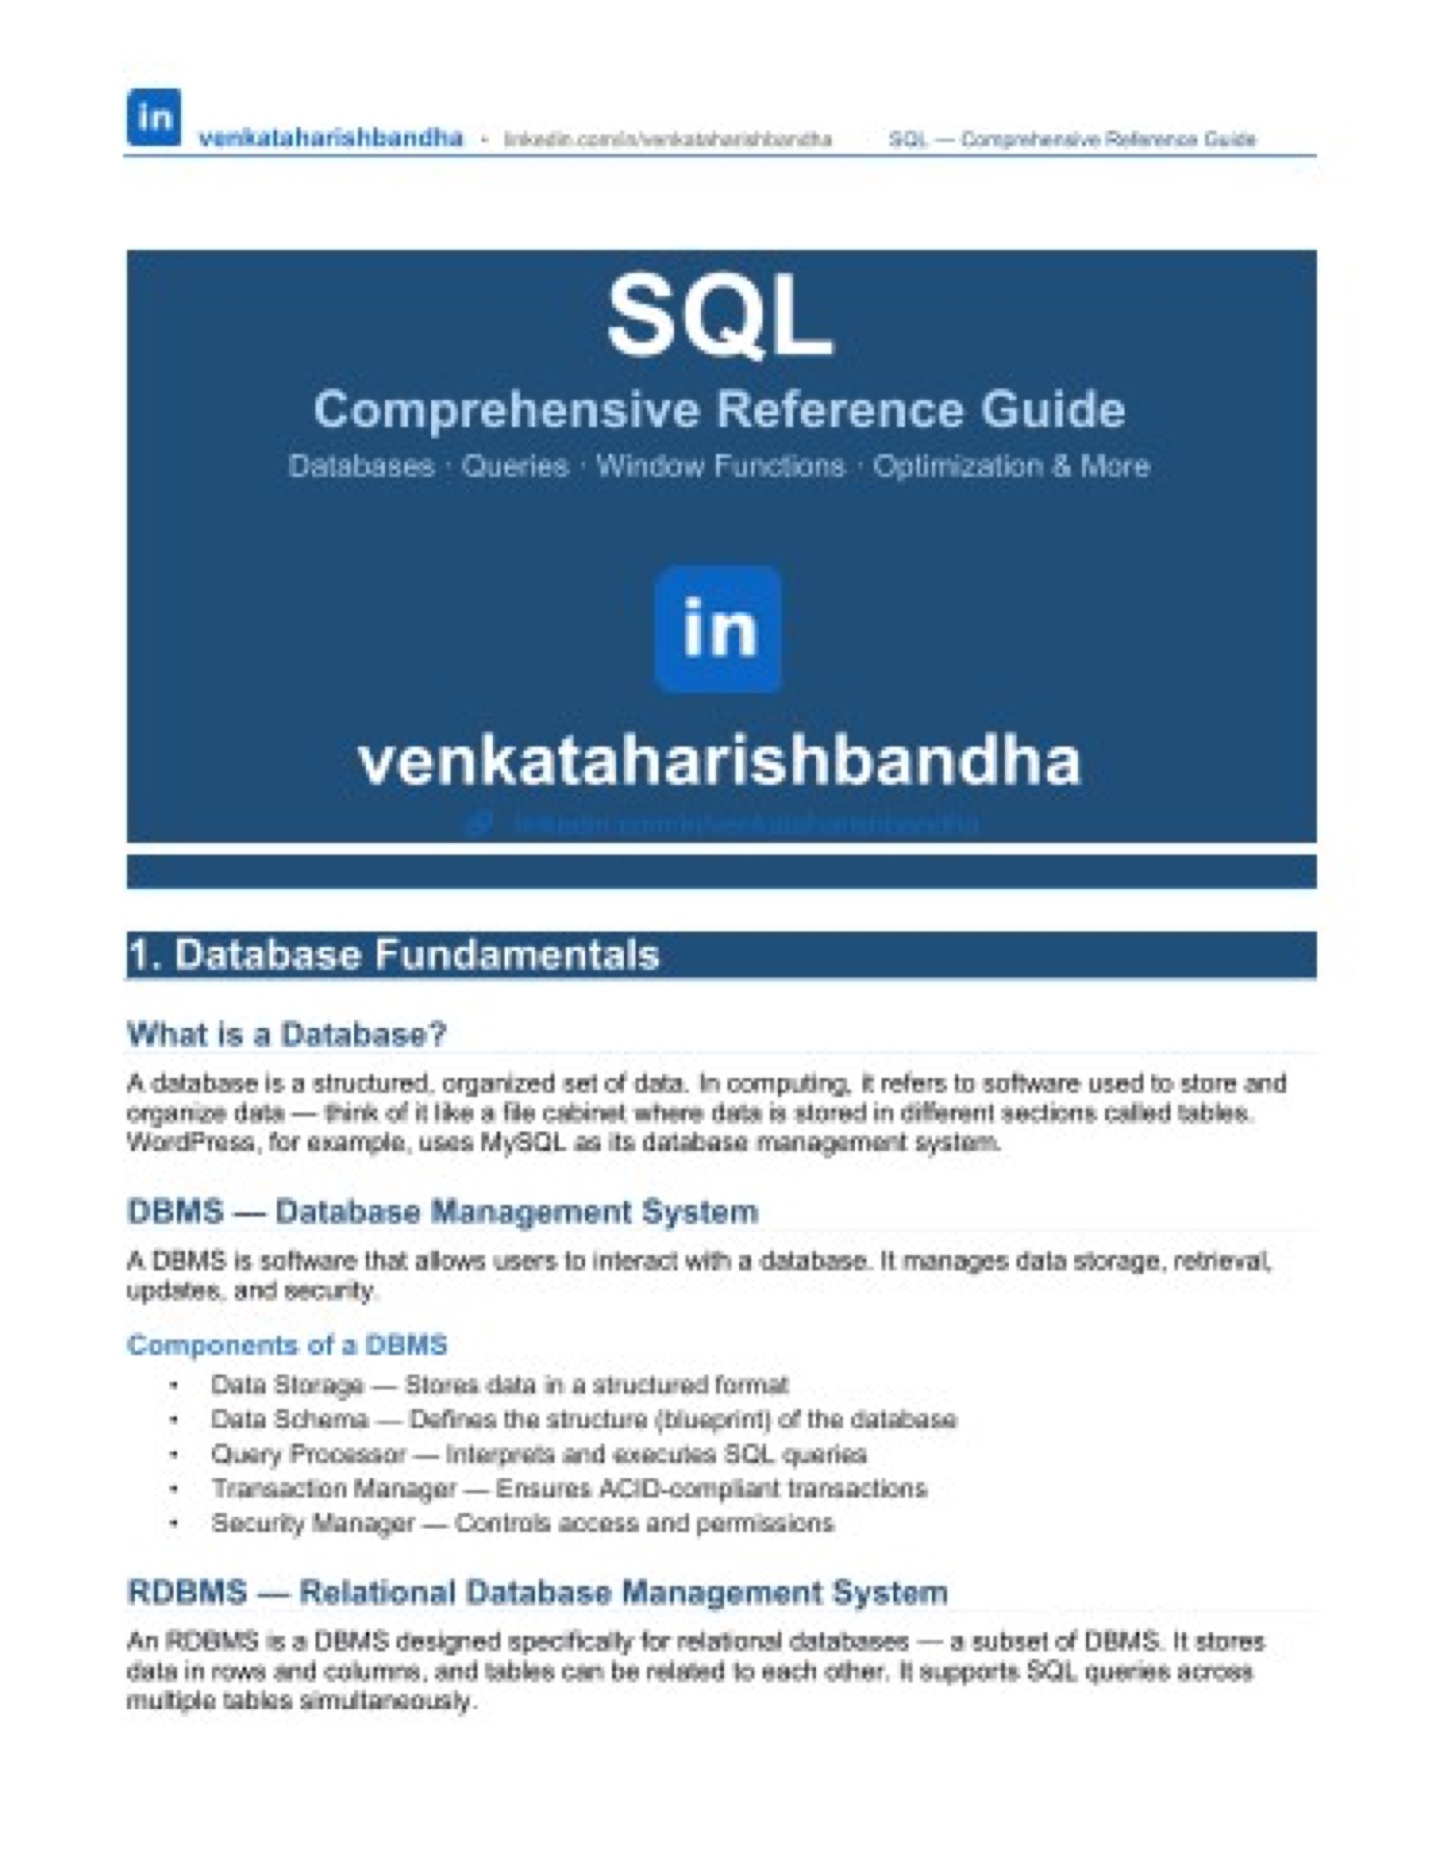 in venkataharishbandha • linkedin.com/in/venkataharishbandha SQL — Comprehensive Reference Guide
SQL
Comprehensive Reference Guide
Databases · Queries · Window Functions · Optimization & More
in
venkataharishbandha
linkedin.com/in/venkataharishbandha
1. Database Fundamentals
What is a Database?
A database is a structured, organized set of data. In computing, it refers to software used to store and
organize data — think of it like a file cabinet where data is stored in different sections called tables.
WordPress, for example, uses MySQL as its database management system.
DBMS — Database Management System
A DBMS is software that allows users to interact with a database. It manages data storage, retrieval,
updates, and security.
Components of a DBMS
• Data Storage — Stores data in a structured format
• Data Schema — Defines the structure (blueprint) of the database
• Query Processor — Interprets and executes SQL queries
• Transaction Manager — Ensures ACID-compliant transactions
• Security Manager — Controls access and permissions
RDBMS — Relational Database Management System
An RDBMS is a DBMS designed specifically for relational databases — a subset of DBMS. It stores
data in rows and columns, and tables can be related to each other. It supports SQL queries across
multiple tables simultaneously.